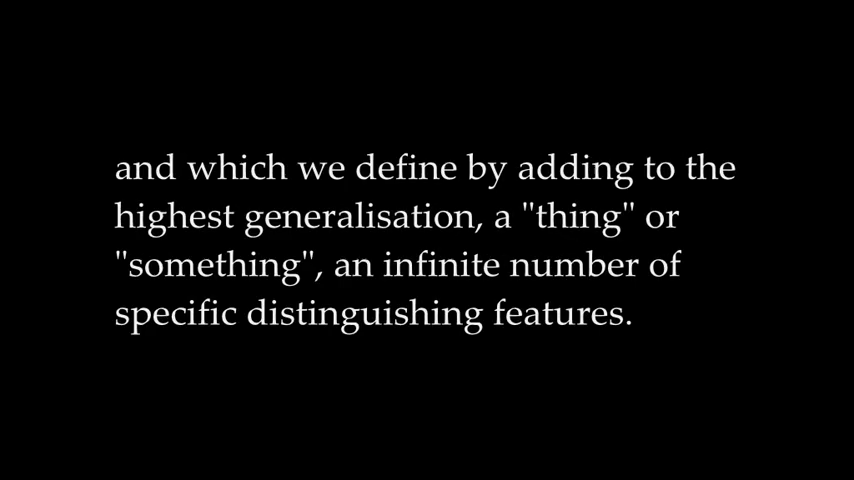 and which we define by adding to the
highest generalisation, a "thing" or
"something", an infinite number of
specific distinguishing features.